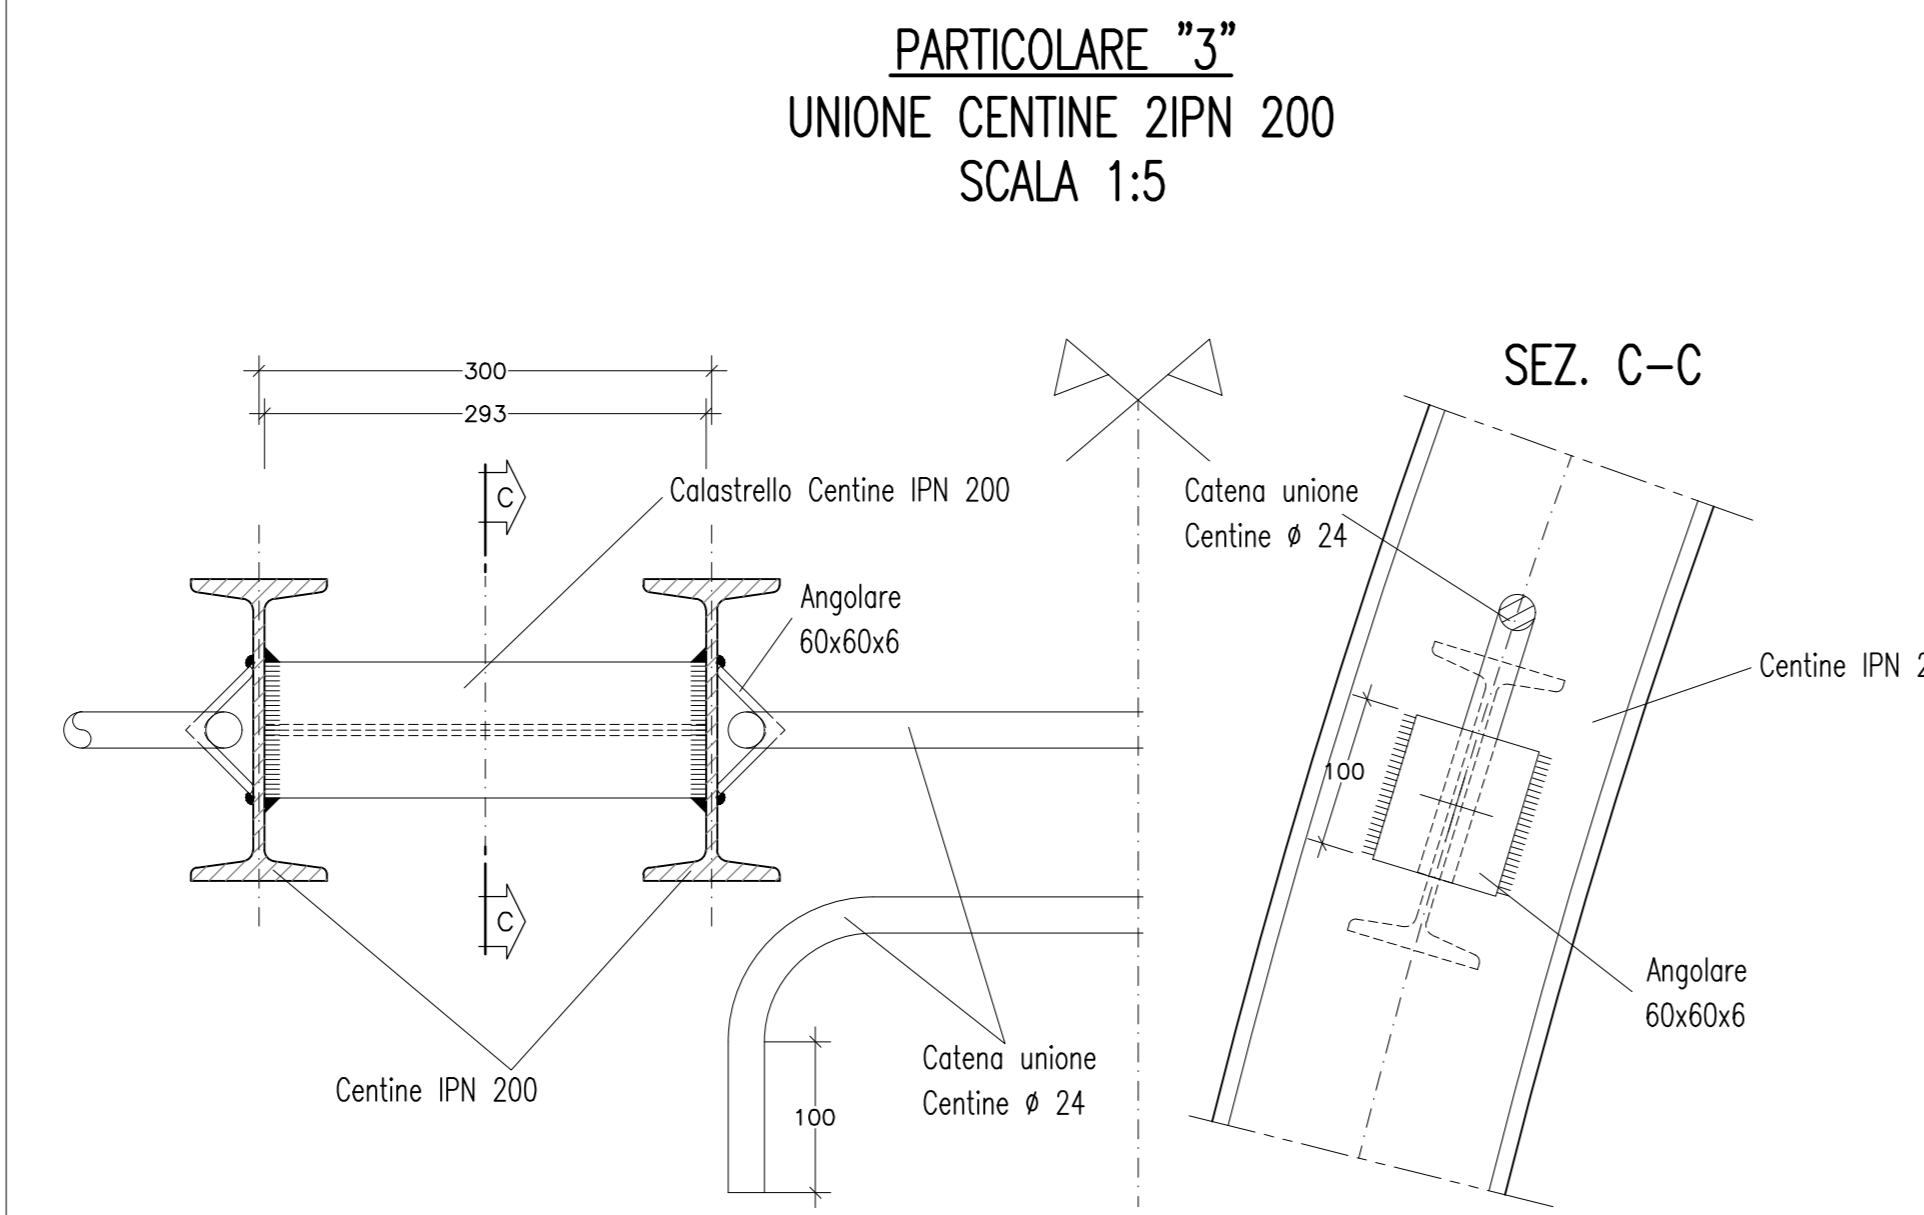 PARTICOLARE "3"
UNIONE CENTINE 2IPN 200
SCALA 1:5
300
293
SEZ. C-C
C
Calastrello Centine IPN 200
Catena unione
Centine ø 24
Angolare
60x60x6
Centine IPN 2
100
C
Angolare
60x60x6
Catena unione
Centine ø 24
Centine IPN 200
100